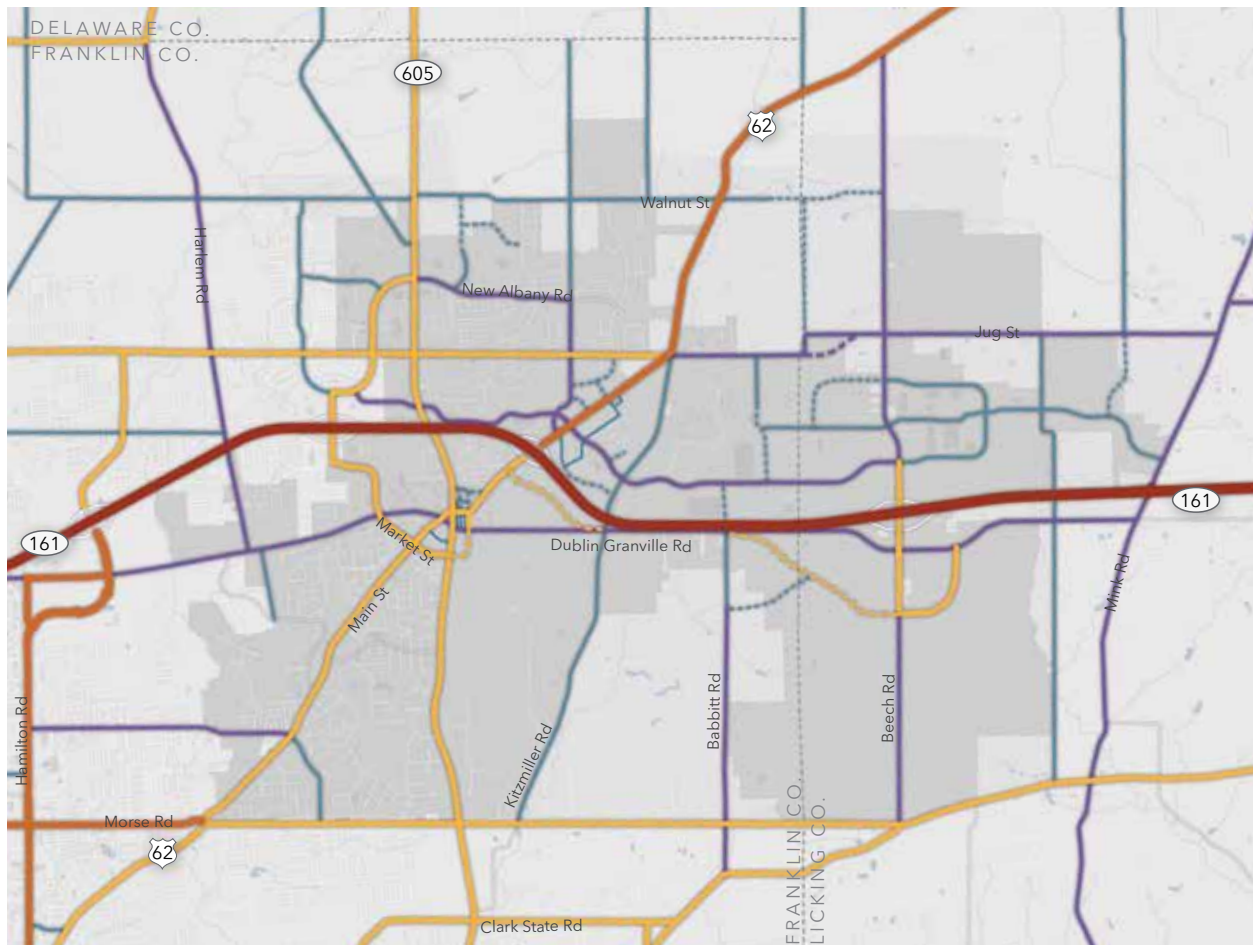 DELAWARE CO.
FRANKLIN CO.
605
62
Walnut St
Harlem Rd
New Albany Rd
Jug St
161
161
Market St
Dublin Granville Rd
Main St
Mink Rd
Hamilton Rd
Babbitt Rd
Beech Rd
Kitzmiller Rd
Morse Rd
62
FRANKLIN CO.
LICKING CO.
Clark State Rd